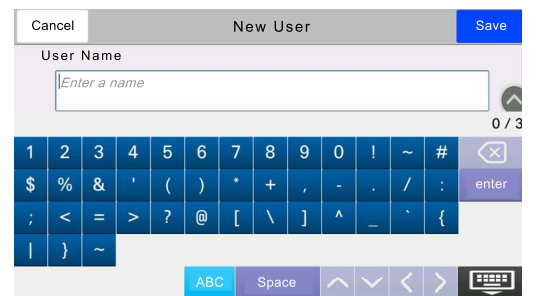 Cancel New User Save
User Name
Enter a name
0 / 3
1 2 3 4 5 6 7 8 9 0 ! ~ #
$ % & ' ( ) * + , - . / : enter
; < = > ? @ [ \ ] ^ _ ` {
| } ~
ABC Space